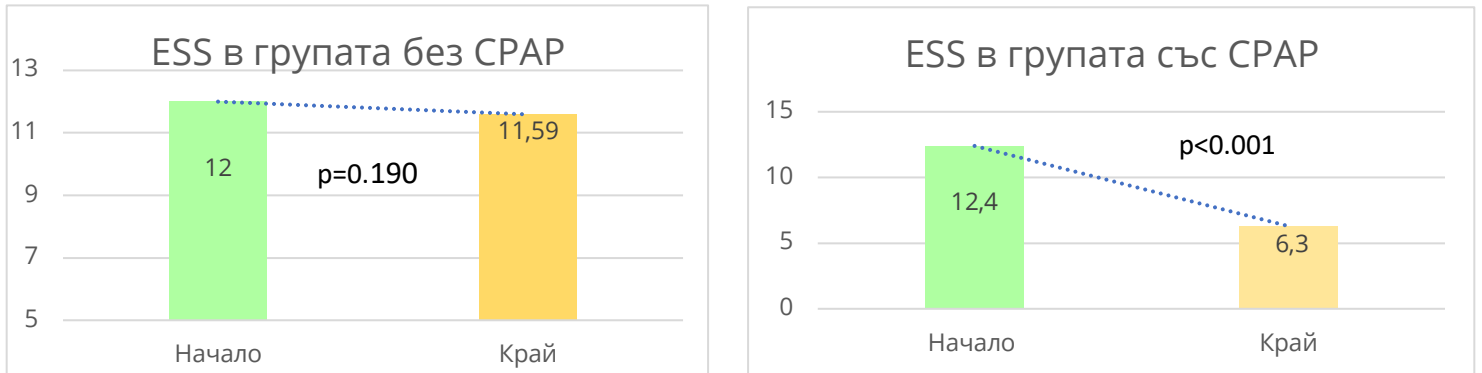 ESS в групата без CPAP
13
11
9
7
5
12
p=0.190
11,59
Начало
Край
ESS в групата със CPAP
15
10
5
0
12,4
p<0.001
6,3
Начало
Край